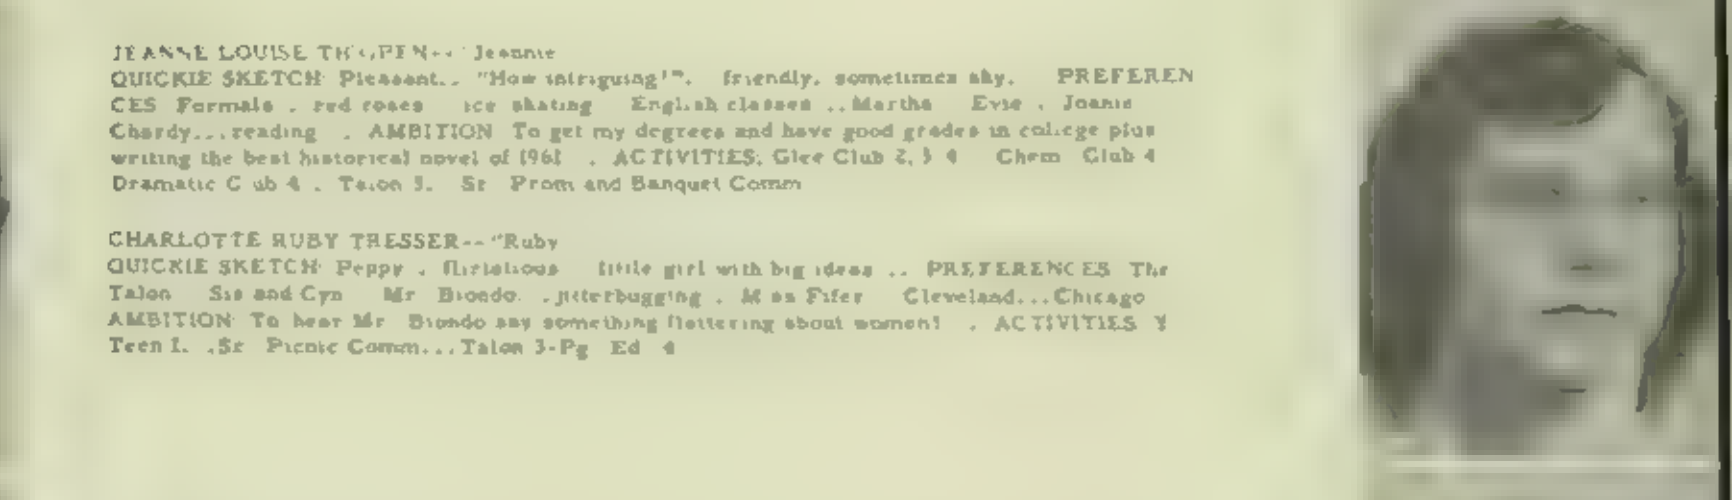 JEANNE LOUISE -- Jeannie
QUICKIE SKETCH: Pleasant.. "How intriguing!". friendly. sometimes shy. PREFEREN
CES Formals . red roses ice skating English classes ..Martha Evie . Joanie
Chardy...reading . AMBITION To get my degrees and have good grades in college plus
writing the best historical novel of 1961 . ACTIVITIES: Glee Club 2, 3 4 Chem Club 4
Dramatic Club 4 . Talon 3. Sr Prom and Banquet Comm
CHARLOTTE RUBY TRESSER--"Ruby
QUICKIE SKETCH: Peppy . flirtatious little girl with big ideas .. PREFERENCES The
Talon Sis and Cyn Mr Biondo. .jitterbugging . Miss Fifer Cleveland...Chicago
AMBITION: To hear Mr Biondo say something flattering about women! . ACTIVITIES Y
Teen 1. .Sr Picnic Comm...Talon 3-Pg Ed 4